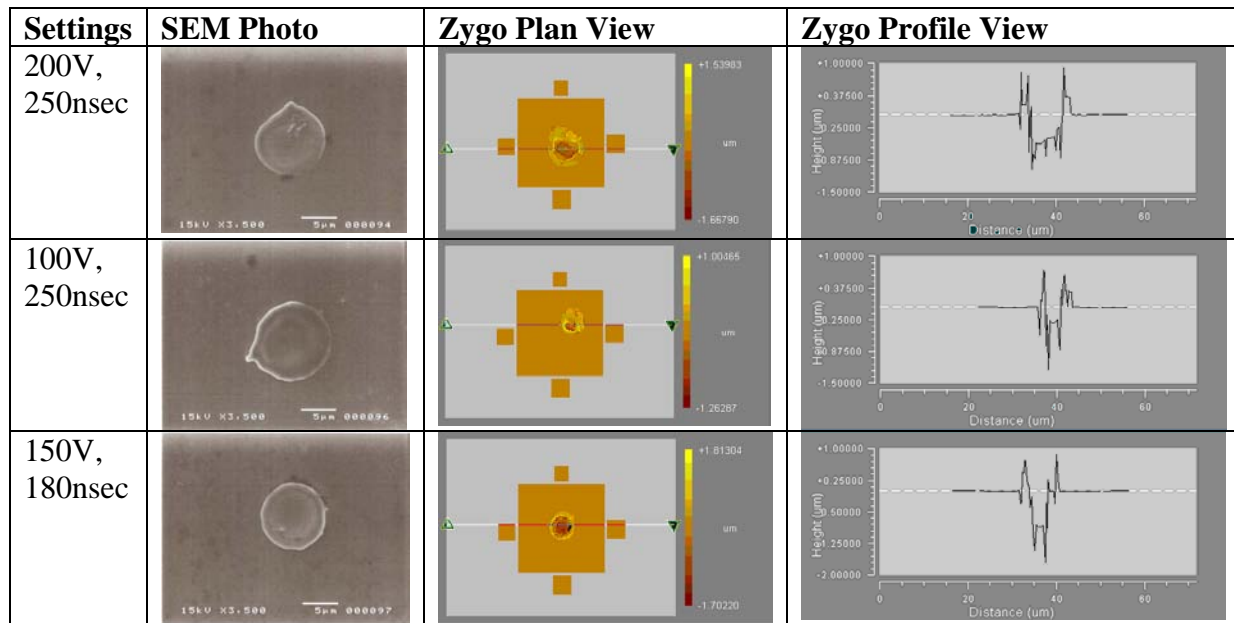 Settings SEM Photo Zygo Plan View Zygo Profile View
200V,
250nsec
15kV X3,500 5µm 000094
+1.53983
um
-1.66790
+1.00000
+0.37500
-0.25000
-0.87500
-1.50000
Height (um)
0 20 40 60
Distance (um)
100V,
250nsec
15kV X3,500 5µm 000096
+1.00465
um
-1.26287
+1.00000
+0.37500
-0.25000
-0.87500
-1.50000
Height (um)
0 20 40 60
Distance (um)
150V,
180nsec
15kV X3,500 5µm 000097
+1.81304
um
-1.70220
+1.00000
+0.25000
-0.50000
-1.25000
-2.00000
Height (um)
0 20 40 60
Distance (um)